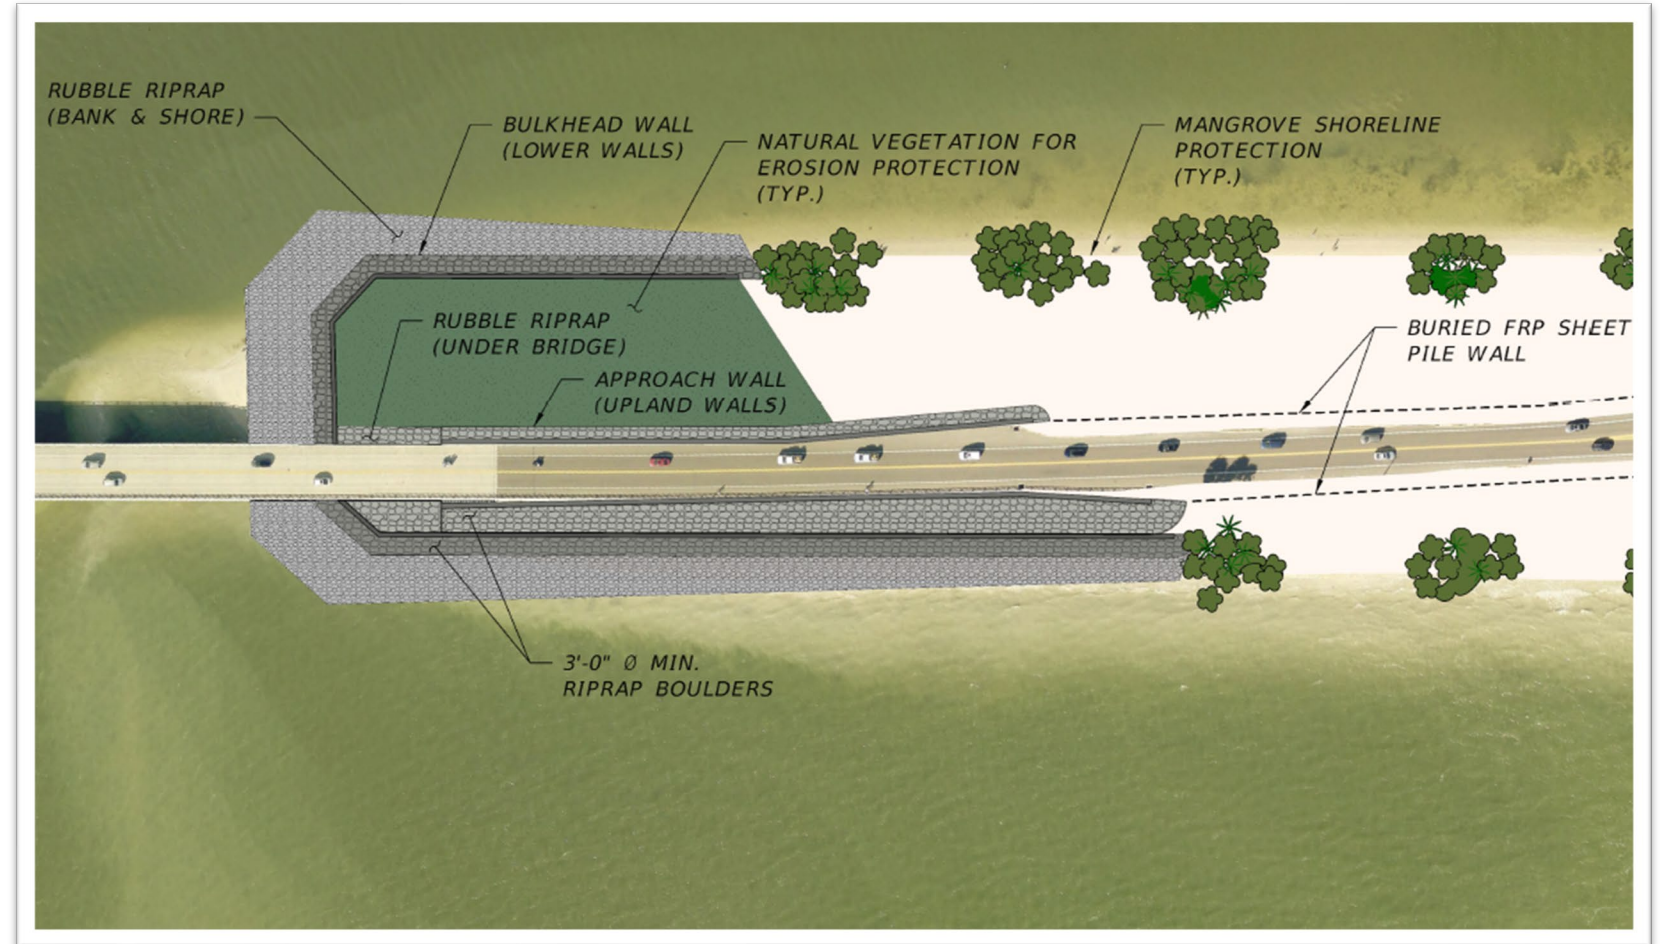 RUBBLE RIPRAP
(BANK & SHORE)
BULKHEAD WALL
(LOWER WALLS)
NATURAL VEGETATION FOR
EROSION PROTECTION
(TYP.)
MANGROVE SHORELINE
PROTECTION
(TYP.)
RUBBLE RIPRAP
(UNDER BRIDGE)
APPROACH WALL
(UPLAND WALLS)
BURIED FRP SHEET
PILE WALL
3'-0" Ø MIN.
RIPRAP BOULDERS